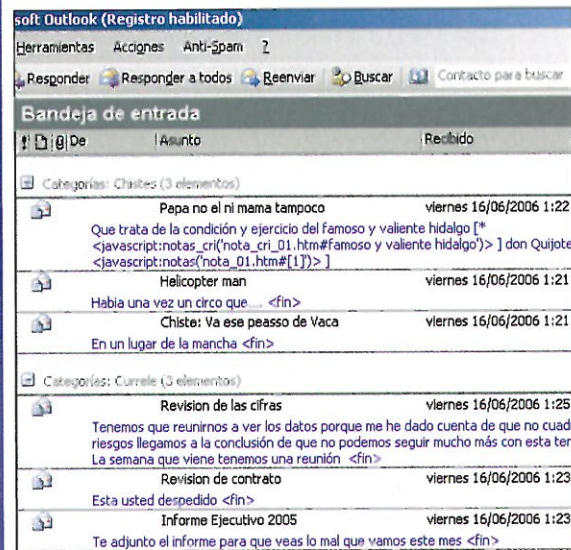 soft Outlook (Registro habilitado)
Herramientas Acciones Anti-Spam ?
Responder Responder a todos Reenviar Buscar Contacto para buscar
Bandeja de entrada
! De Asunto Recibido
Categorías: Chistes (3 elementos)
Papa no el ni mama tampoco viernes 16/06/2006 1:22
Que trata de la condición y ejercicio del famoso y valiente hidalgo [*
<javascript:notas_cri('nota_cri_01.htm#famoso y valiente hidalgo')> ] don Quijote
<javascript:notas('nota_01.htm#[1]')> ]
Helicopter man viernes 16/06/2006 1:21
Habia una vez un circo que.... <fin>
Chiste: Va ese peasso de Vaca viernes 16/06/2006 1:21
En un lugar de la mancha <fin>
Categorías: Currele (3 elementos)
Revision de las cifras viernes 16/06/2006 1:25
Tenemos que reunirnos a ver los datos porque me he dado cuenta de que no cuad
riesgos llegamos a la conclusión de que no podemos seguir mucho más con esta ten
La semana que viene tenemos una reunión <fin>
Revision de contrato viernes 16/06/2006 1:23
Esta usted despedido <fin>
Informe Ejecutivo 2005 viernes 16/06/2006 1:23
Te adjunto el informe para que veas lo mal que vamos este mes <fin>